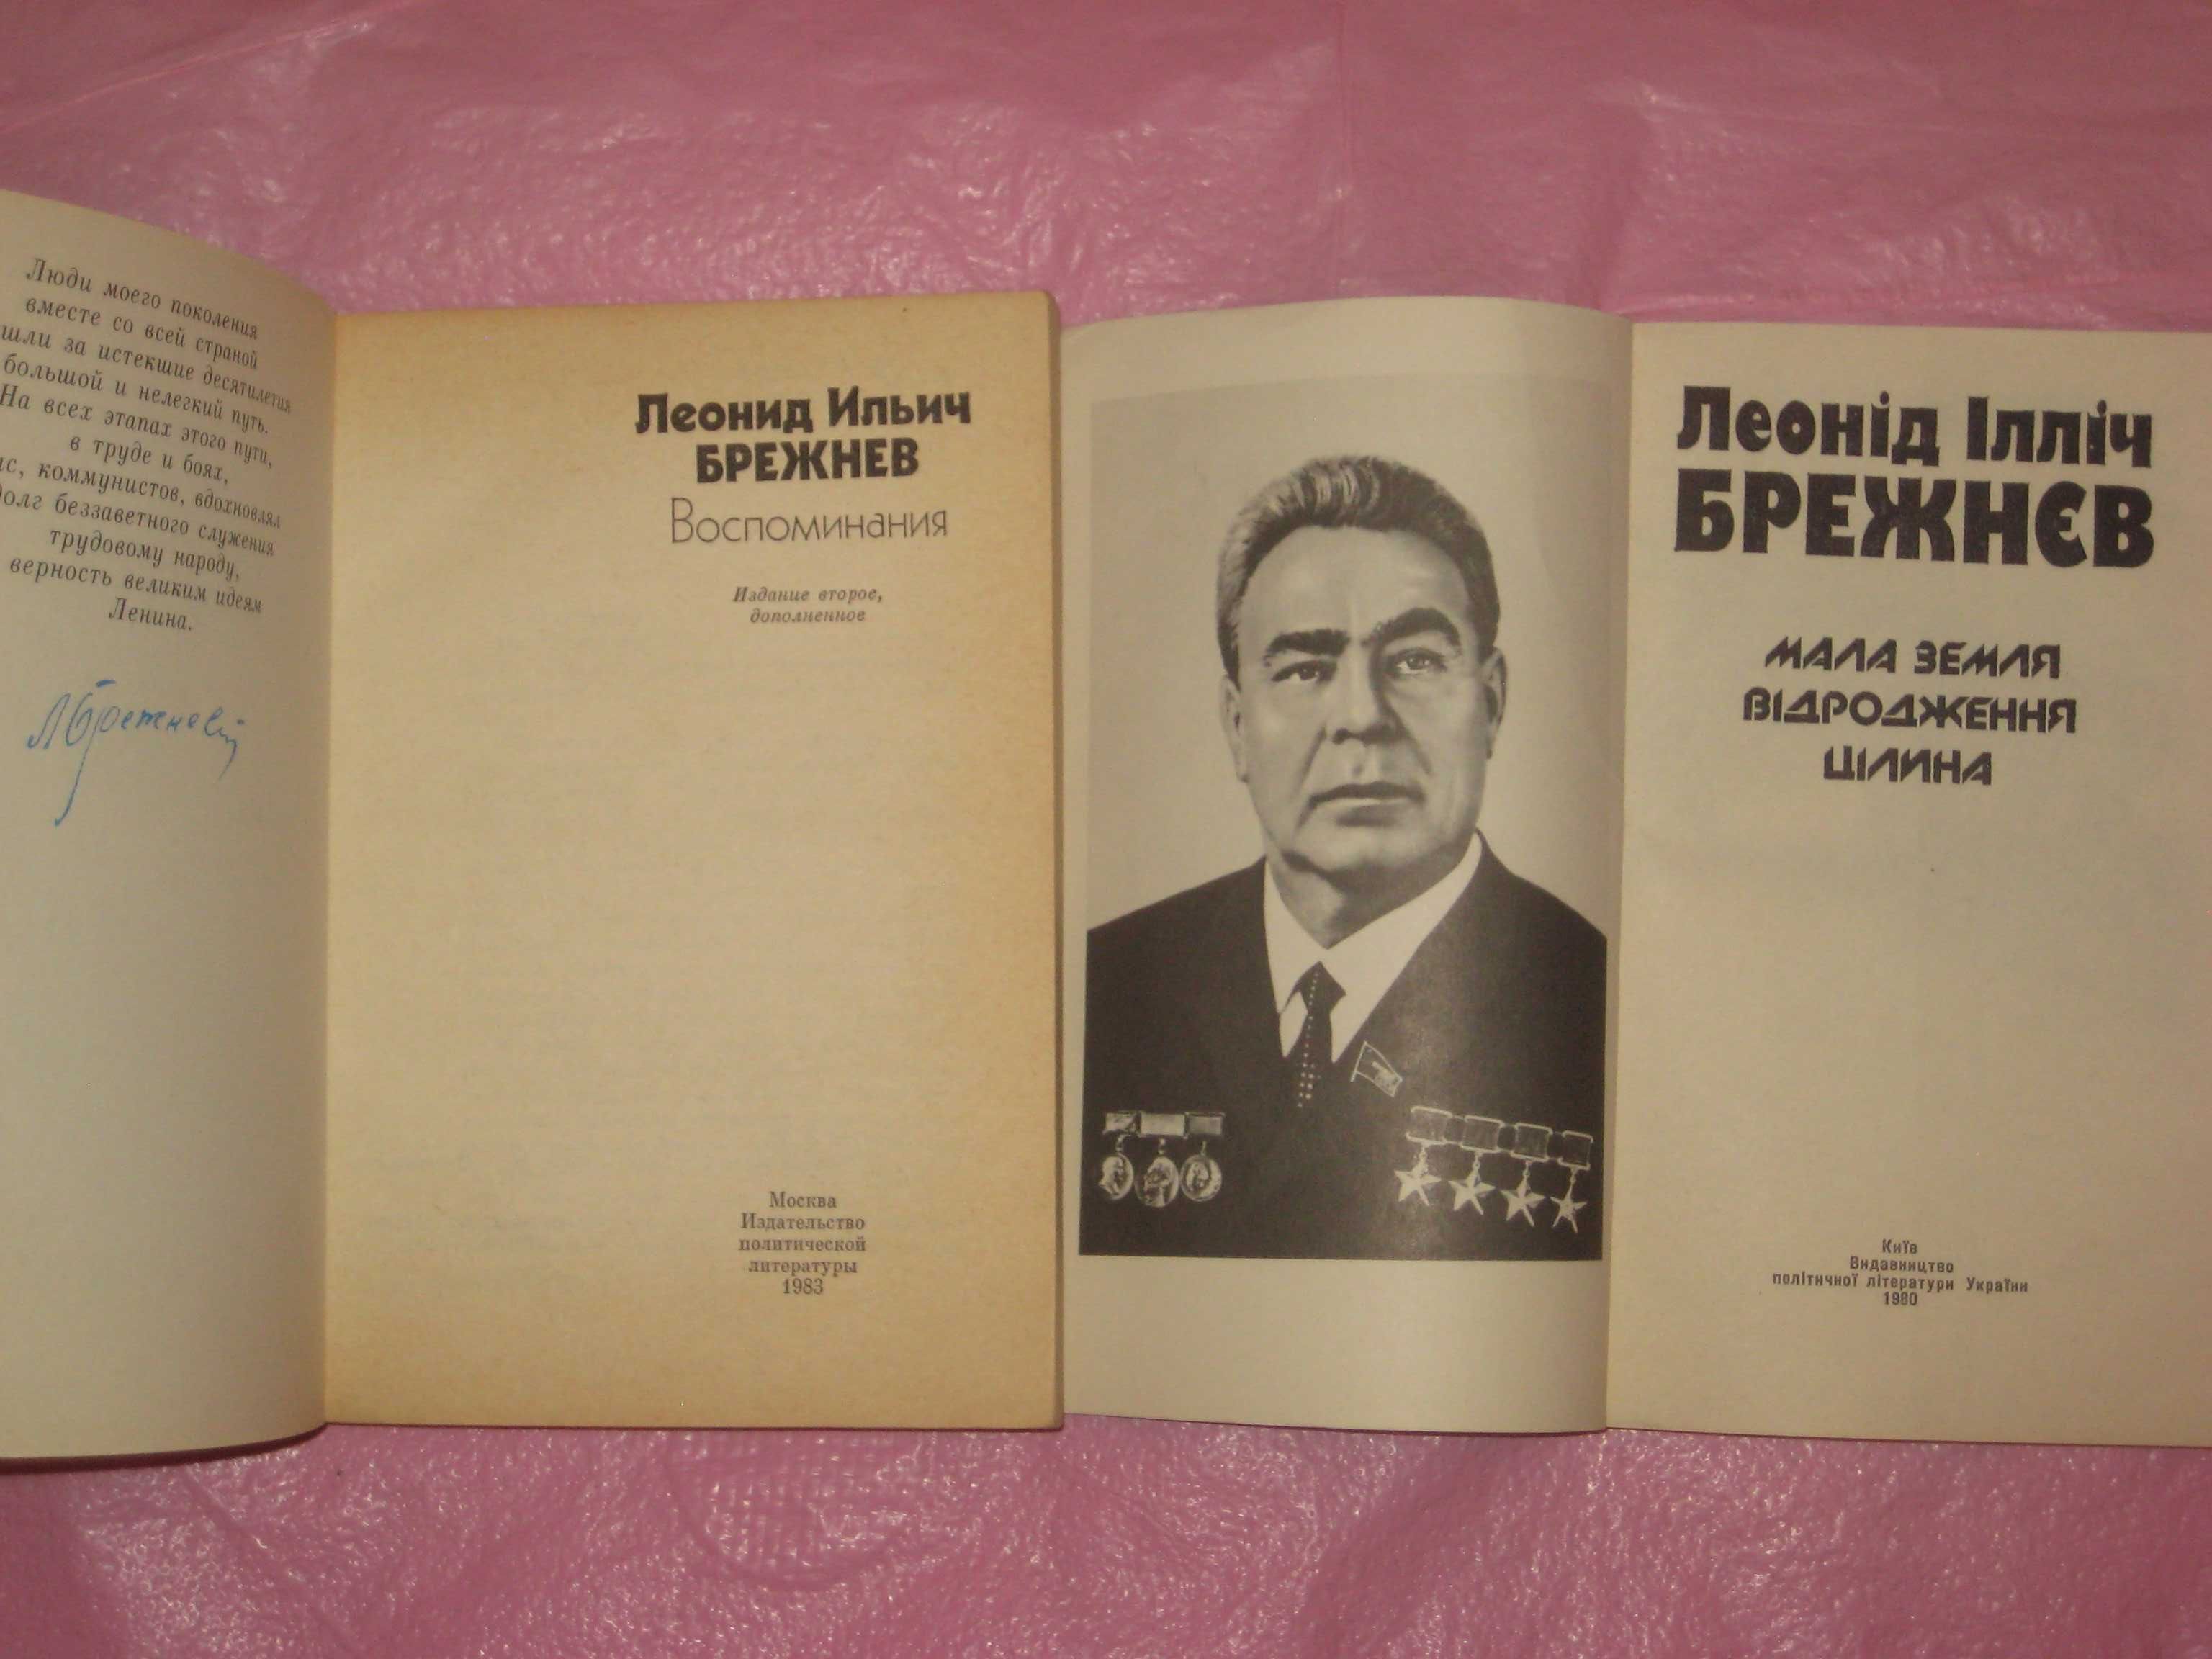 Люди моего поколения
вместе со всей страной
шли за истекшие десятилетия
большой и нелегкий путь.
На всех этапах этого пути,
в труде и боях,
коммунистов, вдохновлял
долг беззаветного служения
трудовому народу,
верность великим идеям
Ленина.
ЛБрежнев
Леонид Ильич
БРЕЖНЕВ
Воспоминания
Издание второе,
дополненное
Москва
Издательство
политической
литературы
1983
Леонід Ілліч
БРЕЖНЄВ
МАЛА ЗЕМЛЯ
ВІДРОДЖЕННЯ
ЦІЛИНА
Київ
Видавництво
політичної літератури України
1980